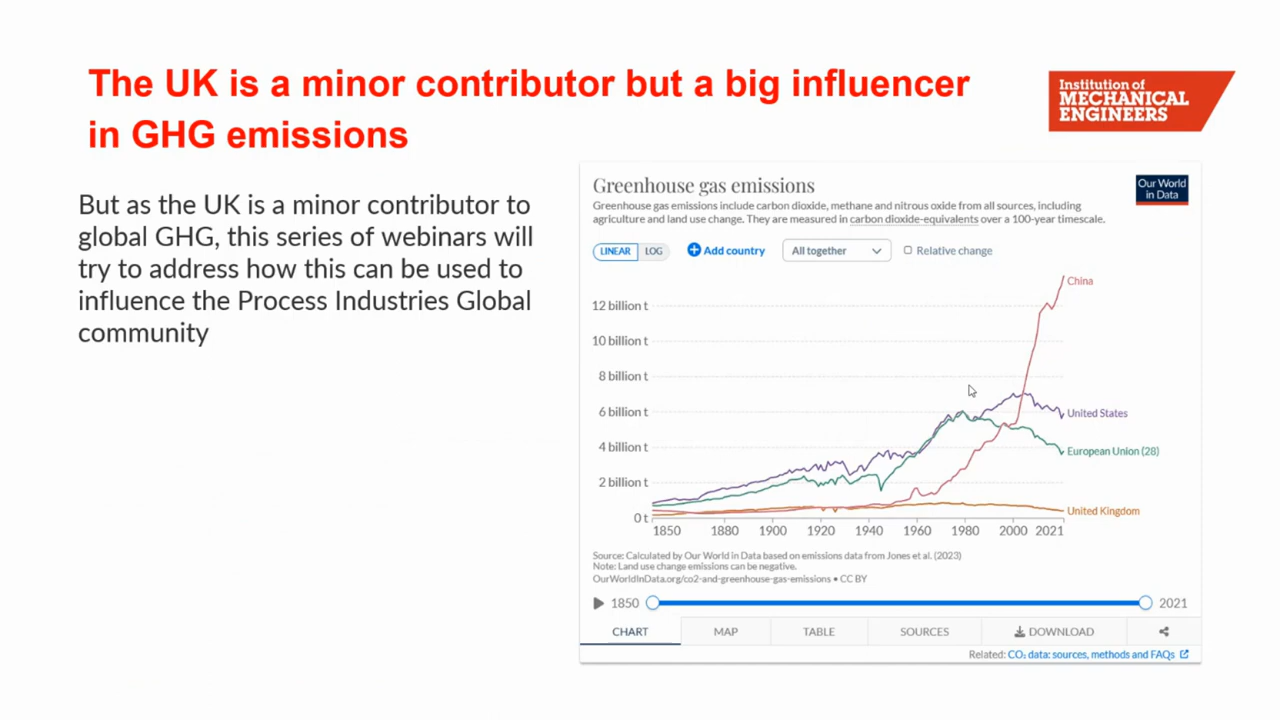 The UK is a minor contributor but a big influencer
in GHG emissions
Institution of
MECHANICAL
ENGINEERS
But as the UK is a minor contributor to
global GHG, this series of webinars will
try to address how this can be used to
influence the Process Industries Global
community
Greenhouse gas emissions
Our World
in Data
Greenhouse gas emissions include carbon dioxide, methane and nitrous oxide from all sources, including
agriculture and land use change. They are measured in carbon dioxide-equivalents over a 100-year timescale.
LINEAR LOG Add country All together Relative change
China
12 billion t
10 billion t
8 billion t
6 billion t
United States
4 billion t
European Union (28)
2 billion t
United Kingdom
0 t
1850 1880 1900 1920 1940 1960 1980 2000 2021
Source: Calculated by Our World in Data based on emissions data from Jones et al. (2023)
Note: Land use change emissions can be negative.
OurWorldInData.org/co2-and-greenhouse-gas-emissions • CC BY
1850 2021
CHART MAP TABLE SOURCES DOWNLOAD
Related: CO₂ data: sources, methods and FAQs